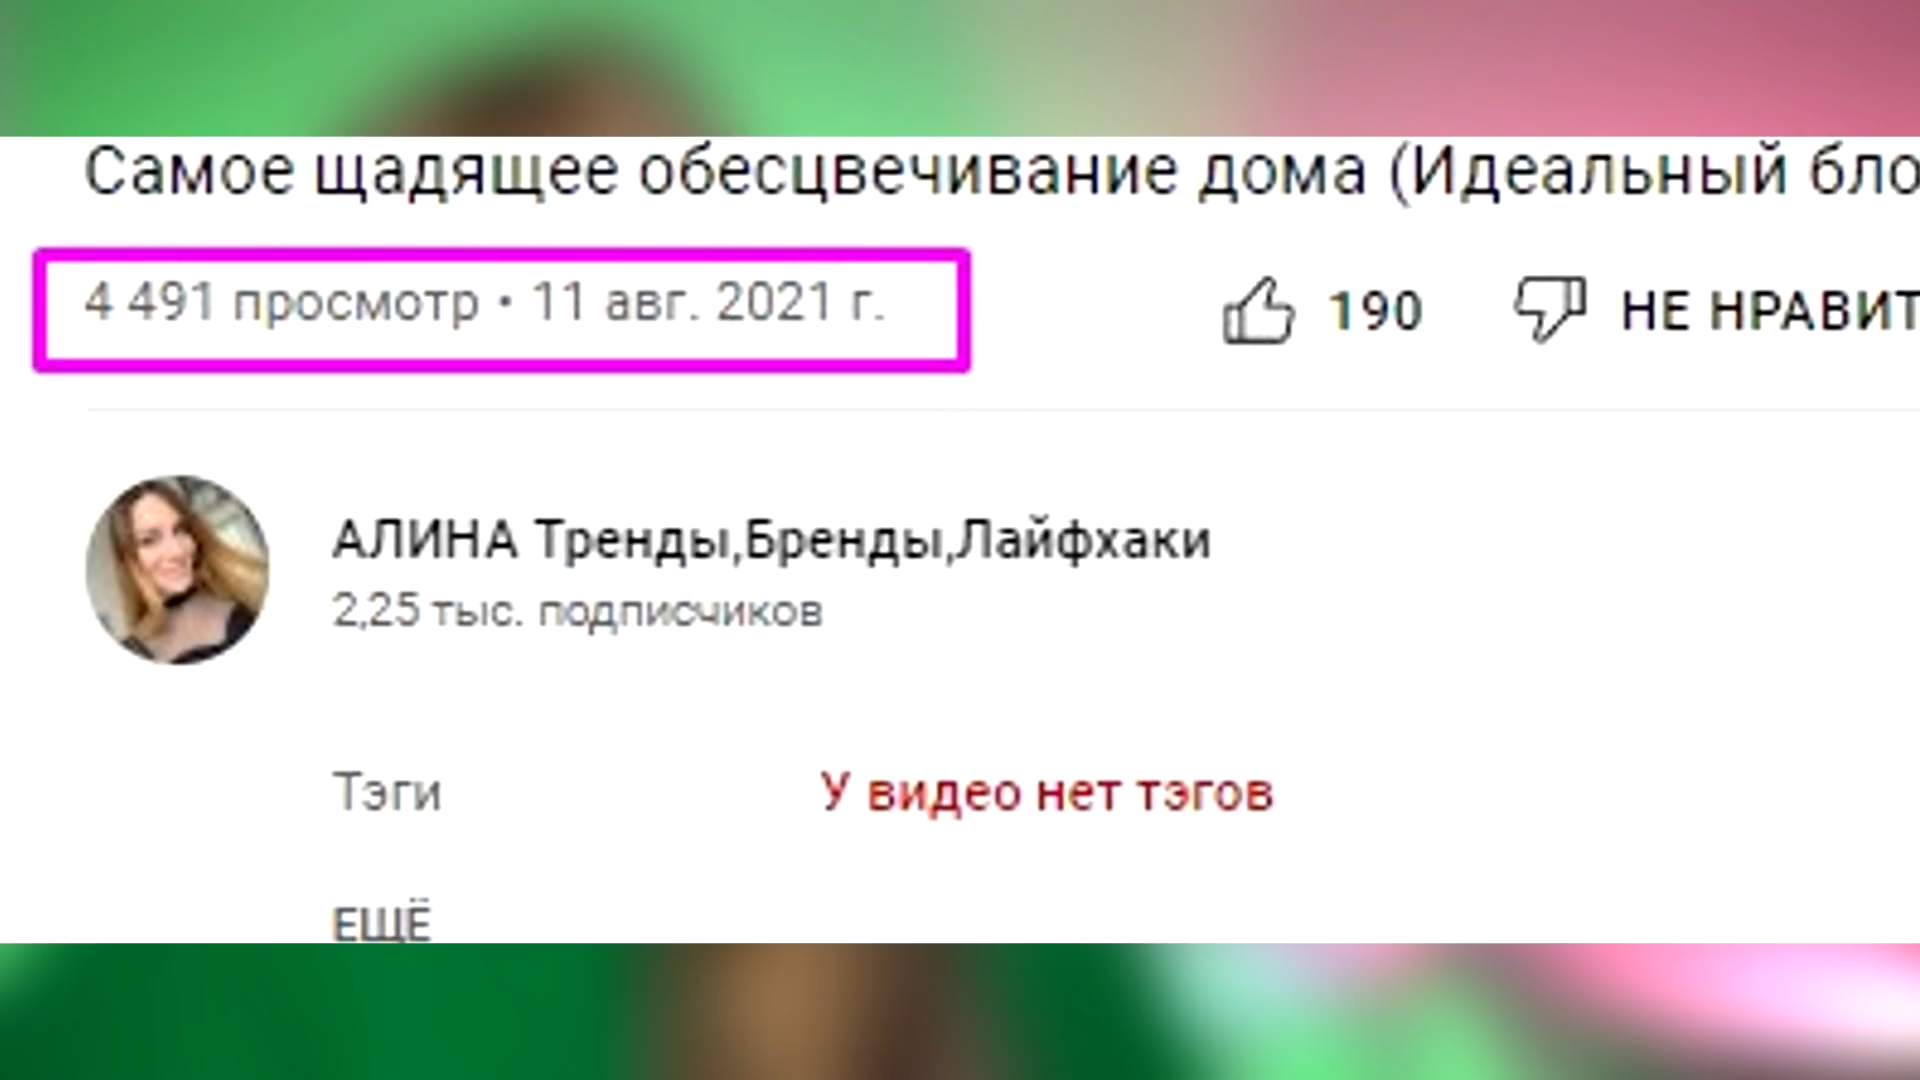 Самое щадящее обесцвечивание дома (Идеальный бло
4 491 просмотр • 11 авг. 2021 г.
190
НЕ НРАВИТ
АЛИНА Тренды,Бренды,Лайфхаки
2,25 тыс. подписчиков
Тэги У видео нет тэгов
ЕЩЁ